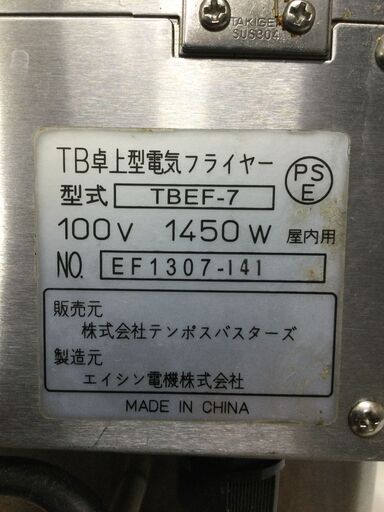 TAKIGEN
SUS304
TB卓上型電気フライヤー
PS
E
型式 TBEF-7
100V 1450W 屋内用
NO. EF1307-141
販売元
株式会社テンポスバスターズ
製造元
エイシン電機株式会社
MADE IN CHINA